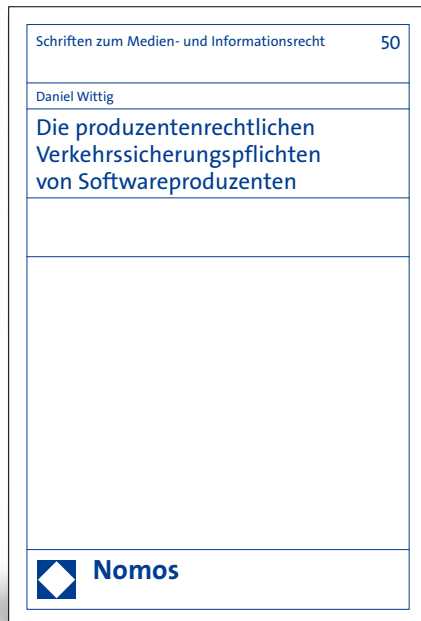 Schriften zum Medien- und Informationsrecht 50
Daniel Wittig
Die produzentenrechtlichen
Verkehrssicherungspflichten
von Softwareproduzenten
Nomos